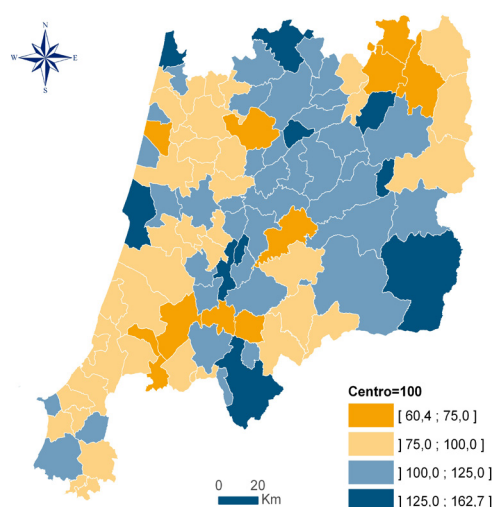 N
W
E
S
Centro=100
[ 60,4 ; 75,0 ]
] 75,0 ; 100,0 ]
] 100,0 ; 125,0 ]
] 125,0 ; 162,7 ]
0 20
Km